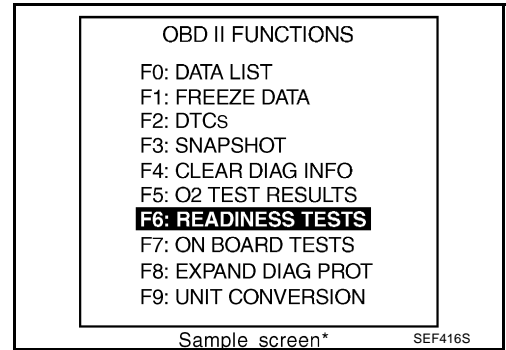 OBD II FUNCTIONS
F0: DATA LIST
F1: FREEZE DATA
F2: DTCs
F3: SNAPSHOT
F4: CLEAR DIAG INFO
F5: O2 TEST RESULTS
F6: READINESS TESTS
F7: ON BOARD TESTS
F8: EXPAND DIAG PROT
F9: UNIT CONVERSION
Sample screen*
SEF416S